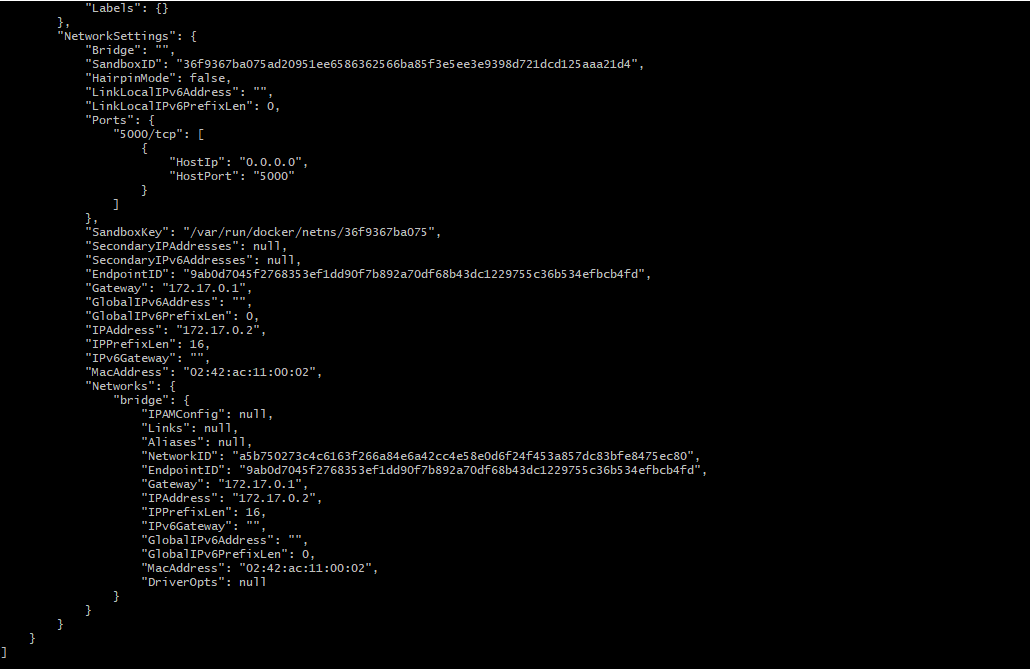 "Labels": {}
},
"NetworkSettings": {
"Bridge": "",
"SandboxID": "36f9367ba075ad20951ee6586362566ba85f3e5ee3e9398d721dcd125aaa21d4",
"HairpinMode": false,
"LinkLocalIPv6Address": "",
"LinkLocalIPv6PrefixLen": 0,
"Ports": {
"5000/tcp": [
{
"HostIp": "0.0.0.0",
"HostPort": "5000"
}
]
},
"SandboxKey": "/var/run/docker/netns/36f9367ba075",
"SecondaryIPAddresses": null,
"SecondaryIPv6Addresses": null,
"EndpointID": "9ab0d7045f2768353ef1dd90f7b892a70df68b43dc1229755c36b534efbcb4fd",
"Gateway": "172.17.0.1",
"GlobalIPv6Address": "",
"GlobalIPv6PrefixLen": 0,
"IPAddress": "172.17.0.2",
"IPPrefixLen": 16,
"IPv6Gateway": "",
"MacAddress": "02:42:ac:11:00:02",
"Networks": {
"bridge": {
"IPAMConfig": null,
"Links": null,
"Aliases": null,
"NetworkID": "a5b750273c4c6163f266a84e6a42cc4e58e0d6f24f453a857dc83bfe8475ec80",
"EndpointID": "9ab0d7045f2768353ef1dd90f7b892a70df68b43dc1229755c36b534efbcb4fd",
"Gateway": "172.17.0.1",
"IPAddress": "172.17.0.2",
"IPPrefixLen": 16,
"IPv6Gateway": "",
"GlobalIPv6Address": "",
"GlobalIPv6PrefixLen": 0,
"MacAddress": "02:42:ac:11:00:02",
"DriverOpts": null
}
}
}
}
]